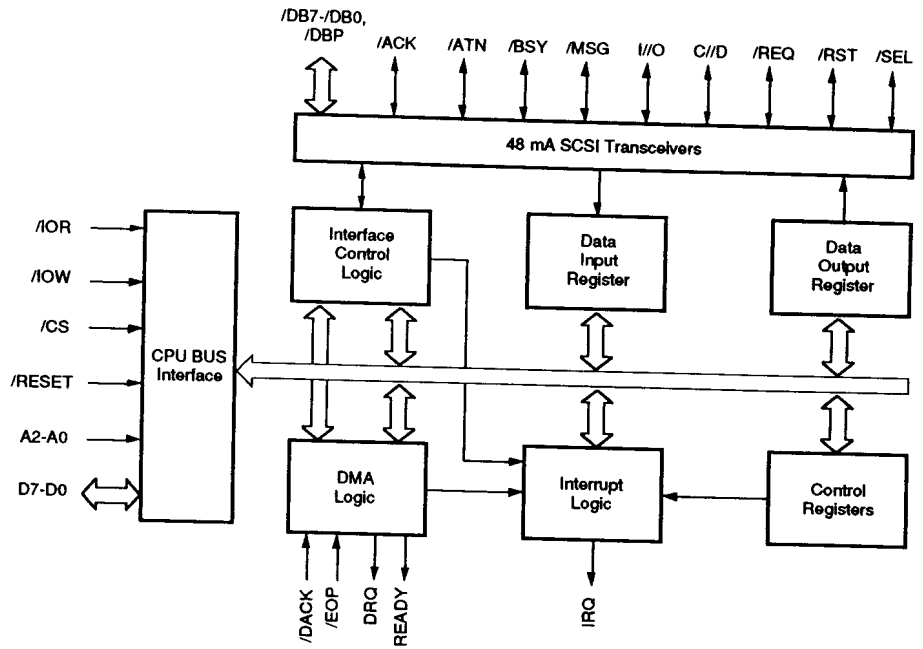 /DB7-/DB0,
/DBP
/ACK
/ATN
/BSY
/MSG
I//O
C//D
/REQ
/RST
/SEL
48 mA SCSI Transceivers
/IOR
/IOW
/CS
/RESET
A2-A0
D7-D0
CPU BUS
Interface
Interface
Control
Logic
Data
Input
Register
Data
Output
Register
DMA
Logic
Interrupt
Logic
Control
Registers
/DACK
/EOP
DRQ
READY
IRQ